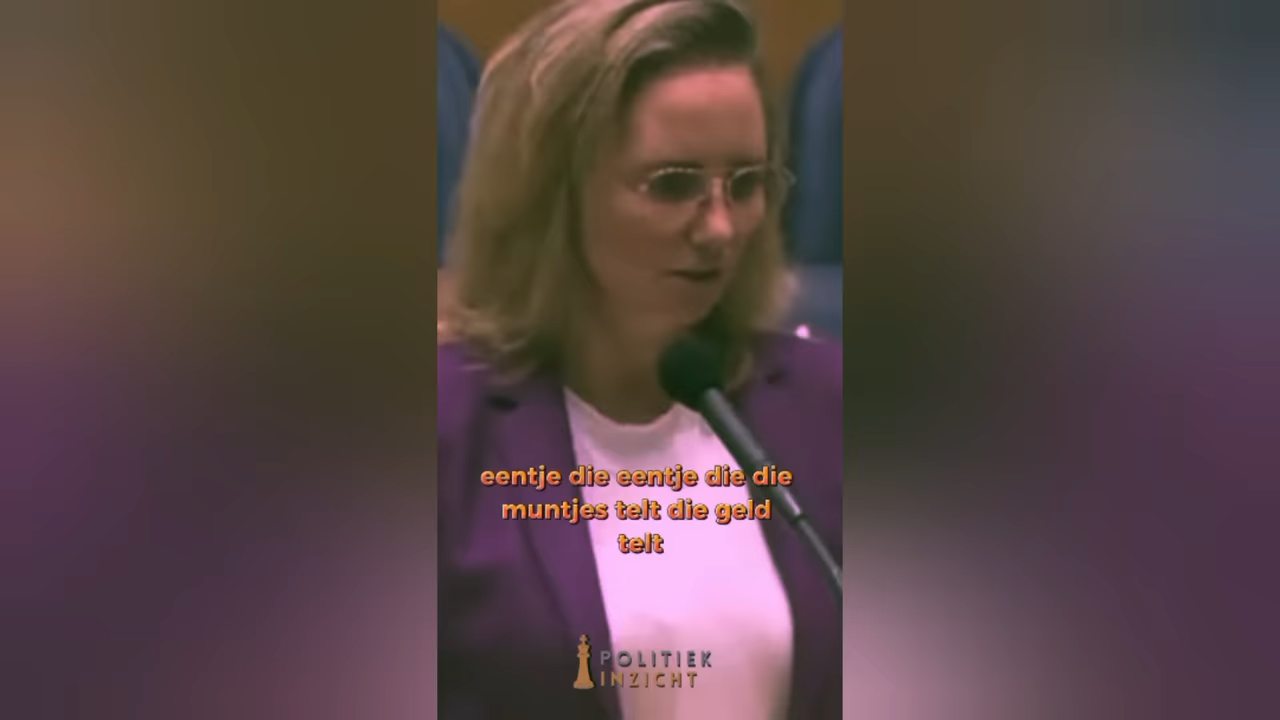 eentje die eentje die die
muntjes telt die geld
telt
POLITIEK
INZICHT